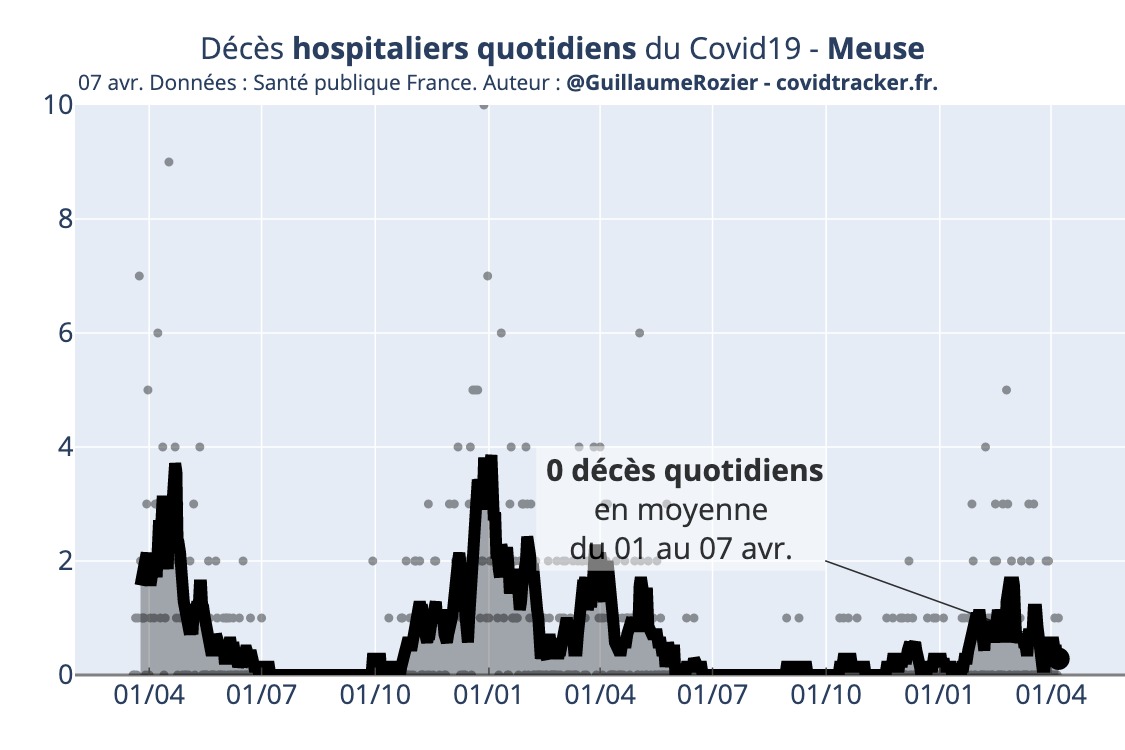 Décès hospitaliers quotidiens du Covid19 - Meuse
07 avr. Données : Santé publique France. Auteur : @GuillaumeRozier - covidtracker.fr.
10
8
6
4
2
0
0 décès quotidiens
en moyenne
du 01 au 07 avr.
01/04 01/07 01/10 01/01 01/04 01/07 01/10 01/01 01/04